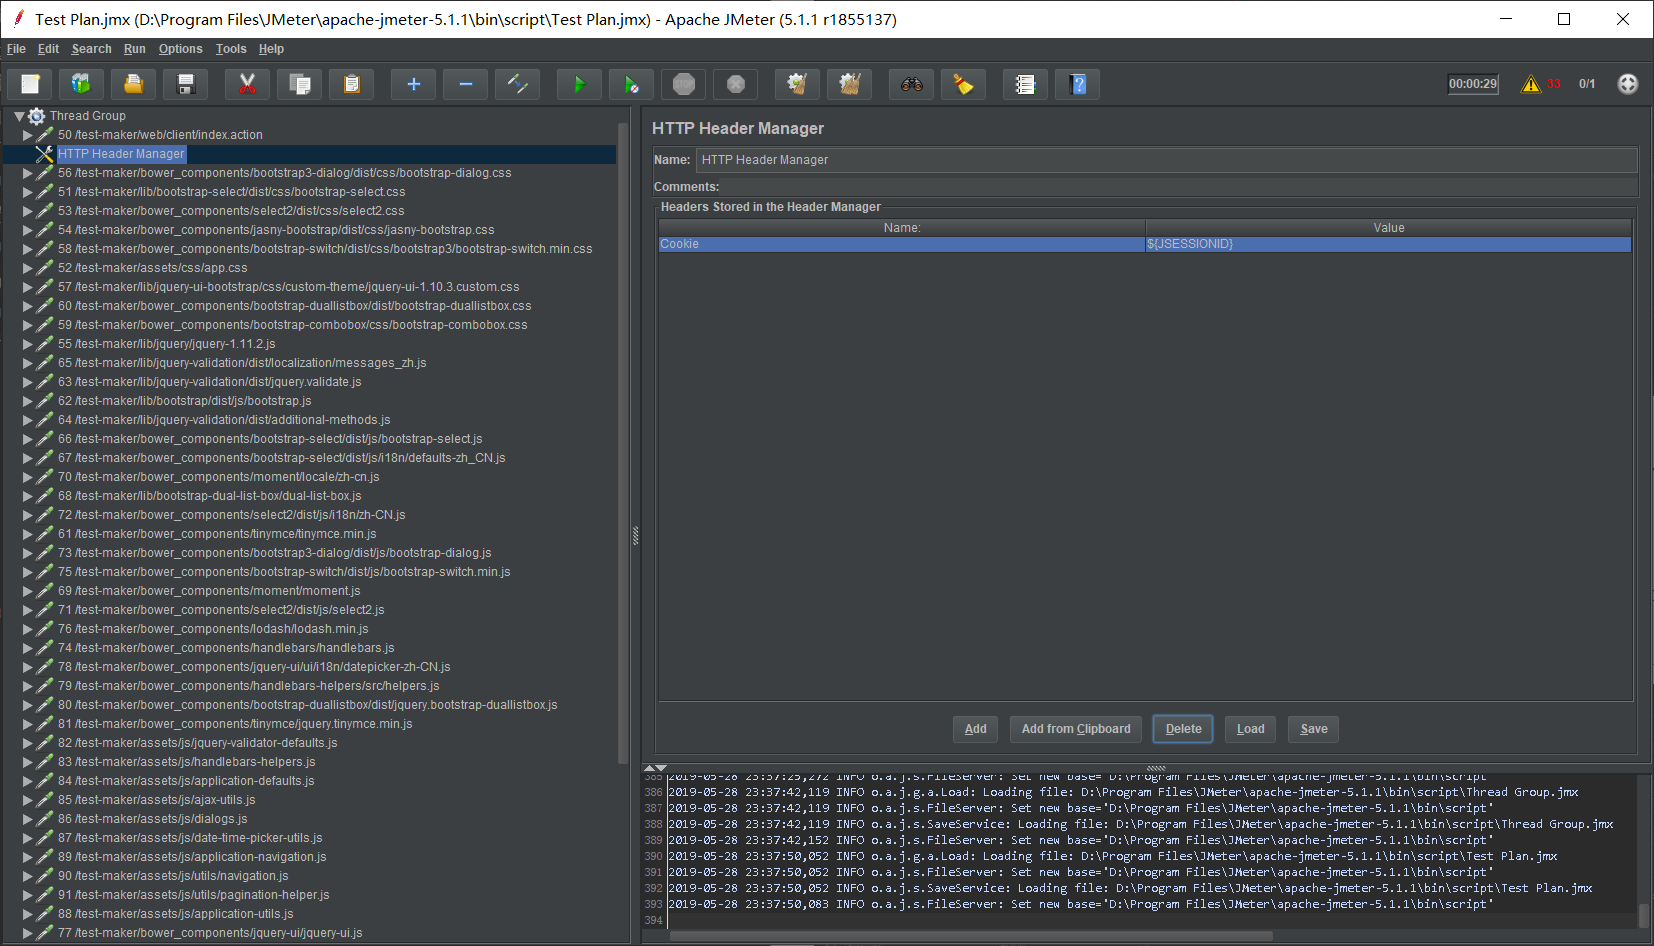 Test Plan.jmx (D:\Program Files\JMeter\apache-jmeter-5.1.1\bin\script\Test Plan.jmx) - Apache JMeter (5.1.1 r1855137)
File Edit Search Run Options Tools Help
00:00:29 33 0/1
Thread Group
50 /test-maker/web/client/index.action
HTTP Header Manager
56 /test-maker/bower_components/bootstrap3-dialog/dist/css/bootstrap-dialog.css
51 /test-maker/lib/bootstrap-select/dist/css/bootstrap-select.css
53 /test-maker/bower_components/select2/dist/css/select2.css
54 /test-maker/bower_components/jasny-bootstrap/dist/css/jasny-bootstrap.css
58 /test-maker/bower_components/bootstrap-switch/dist/css/bootstrap3/bootstrap-switch.min.css
52 /test-maker/assets/css/app.css
57 /test-maker/lib/jquery-ui-bootstrap/css/custom-theme/jquery-ui-1.10.3.custom.css
60 /test-maker/bower_components/bootstrap-duallistbox/dist/bootstrap-duallistbox.css
59 /test-maker/bower_components/bootstrap-combobox/css/bootstrap-combobox.css
55 /test-maker/lib/jquery/jquery-1.11.2.js
65 /test-maker/lib/jquery-validation/dist/localization/messages_zh.js
63 /test-maker/lib/jquery-validation/dist/jquery.validate.js
62 /test-maker/lib/bootstrap/dist/js/bootstrap.js
64 /test-maker/lib/jquery-validation/dist/additional-methods.js
66 /test-maker/bower_components/bootstrap-select/dist/js/bootstrap-select.js
67 /test-maker/bower_components/bootstrap-select/dist/js/i18n/defaults-zh_CN.js
70 /test-maker/bower_components/moment/locale/zh-cn.js
68 /test-maker/lib/bootstrap-dual-list-box/dual-list-box.js
72 /test-maker/bower_components/select2/dist/js/i18n/zh-CN.js
61 /test-maker/bower_components/tinymce/tinymce.min.js
73 /test-maker/bower_components/bootstrap3-dialog/dist/js/bootstrap-dialog.js
75 /test-maker/bower_components/bootstrap-switch/dist/js/bootstrap-switch.min.js
69 /test-maker/bower_components/moment/moment.js
71 /test-maker/bower_components/select2/dist/js/select2.js
76 /test-maker/bower_components/lodash/lodash.min.js
74 /test-maker/bower_components/handlebars/handlebars.js
78 /test-maker/bower_components/jquery-ui/ui/i18n/datepicker-zh-CN.js
79 /test-maker/bower_components/handlebars-helpers/src/helpers.js
80 /test-maker/bower_components/bootstrap-duallistbox/dist/jquery.bootstrap-duallistbox.js
81 /test-maker/bower_components/tinymce/jquery.tinymce.min.js
82 /test-maker/assets/js/jquery-validator-defaults.js
83 /test-maker/assets/js/handlebars-helpers.js
84 /test-maker/assets/js/application-defaults.js
85 /test-maker/assets/js/ajax-utils.js
86 /test-maker/assets/js/dialogs.js
87 /test-maker/assets/js/date-time-picker-utils.js
89 /test-maker/assets/js/application-navigation.js
90 /test-maker/assets/js/utils/navigation.js
91 /test-maker/assets/js/utils/pagination-helper.js
88 /test-maker/assets/js/application-utils.js
77 /test-maker/bower_components/jquery-ui/jquery-ui.js
HTTP Header Manager
Name: HTTP Header Manager
Comments:
Headers Stored in the Header Manager
Name: Value
Cookie ${JSESSIONID}
Add Add from Clipboard Delete Load Save
385 2019-05-28 23:37:25,272 INFO o.a.j.s.FileServer: Set new base='D:\Program Files\JMeter\apache-jmeter-5.1.1\bin\script'
386 2019-05-28 23:37:42,119 INFO o.a.j.g.a.Load: Loading file: D:\Program Files\JMeter\apache-jmeter-5.1.1\bin\script\Thread Group.jmx
387 2019-05-28 23:37:42,119 INFO o.a.j.s.FileServer: Set new base='D:\Program Files\JMeter\apache-jmeter-5.1.1\bin\script'
388 2019-05-28 23:37:42,119 INFO o.a.j.s.SaveService: Loading file: D:\Program Files\JMeter\apache-jmeter-5.1.1\bin\script\Thread Group.jmx
389 2019-05-28 23:37:42,152 INFO o.a.j.s.FileServer: Set new base='D:\Program Files\JMeter\apache-jmeter-5.1.1\bin\script'
390 2019-05-28 23:37:50,052 INFO o.a.j.g.a.Load: Loading file: D:\Program Files\JMeter\apache-jmeter-5.1.1\bin\script\Test Plan.jmx
391 2019-05-28 23:37:50,052 INFO o.a.j.s.FileServer: Set new base='D:\Program Files\JMeter\apache-jmeter-5.1.1\bin\script'
392 2019-05-28 23:37:50,052 INFO o.a.j.s.SaveService: Loading file: D:\Program Files\JMeter\apache-jmeter-5.1.1\bin\script\Test Plan.jmx
393 2019-05-28 23:37:50,083 INFO o.a.j.s.FileServer: Set new base='D:\Program Files\JMeter\apache-jmeter-5.1.1\bin\script'
394